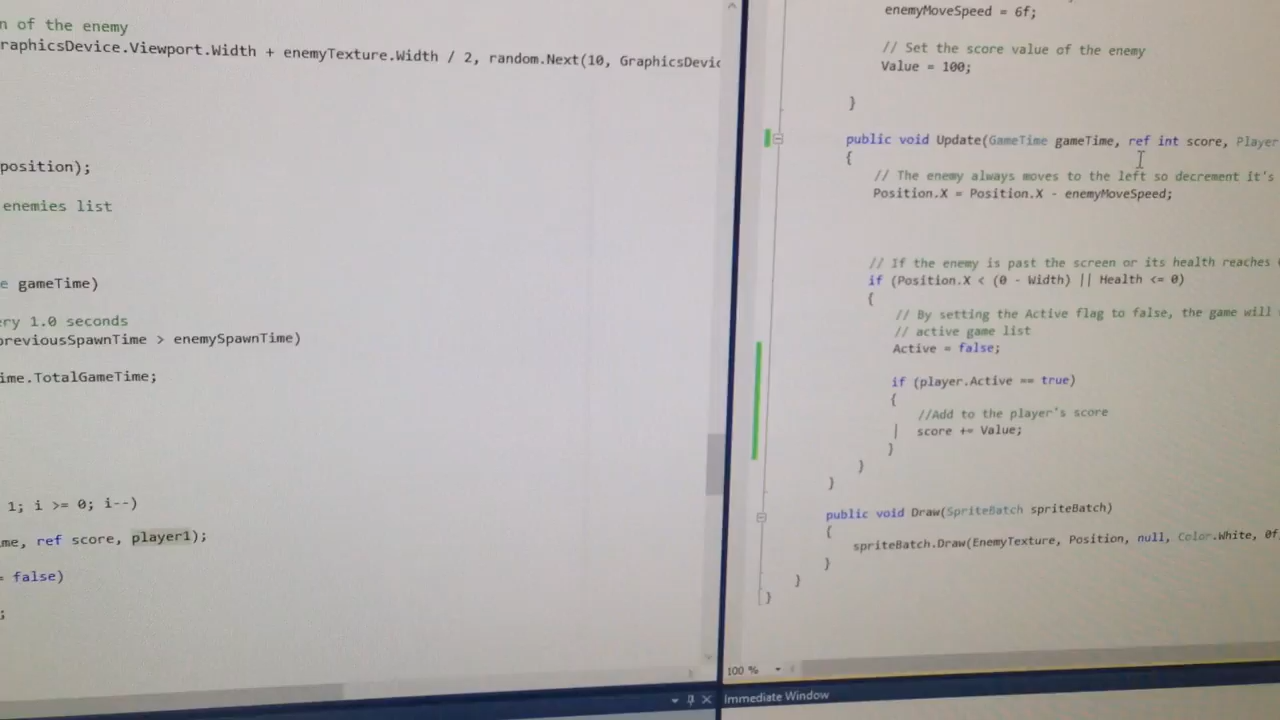 n of the enemy
raphicsDevice.Viewport.Width + enemyTexture.Width / 2, random.Next(10, GraphicsDevic
position);
enemies list
e gameTime)
ery 1.0 seconds
previousSpawnTime > enemySpawnTime)
ime.TotalGameTime;
1; i >= 0; i--)
me, ref score, player1);
= false)
;
enemyMoveSpeed = 6f;
// Set the score value of the enemy
Value = 100;
}
public void Update(GameTime gameTime, ref int score, Player
{
// The enemy always moves to the left so decrement it's
Position.X = Position.X - enemyMoveSpeed;
// If the enemy is past the screen or its health reaches
if (Position.X < (0 - Width) || Health <= 0)
{
// By setting the Active flag to false, the game will
// active game list
Active = false;
if (player.Active == true)
{
//Add to the player's score
score += Value;
}
}
}
public void Draw(SpriteBatch spriteBatch)
{
spriteBatch.Draw(EnemyTexture, Position, null, Color.White, 0f,
}
}
}
100 %
Immediate Window